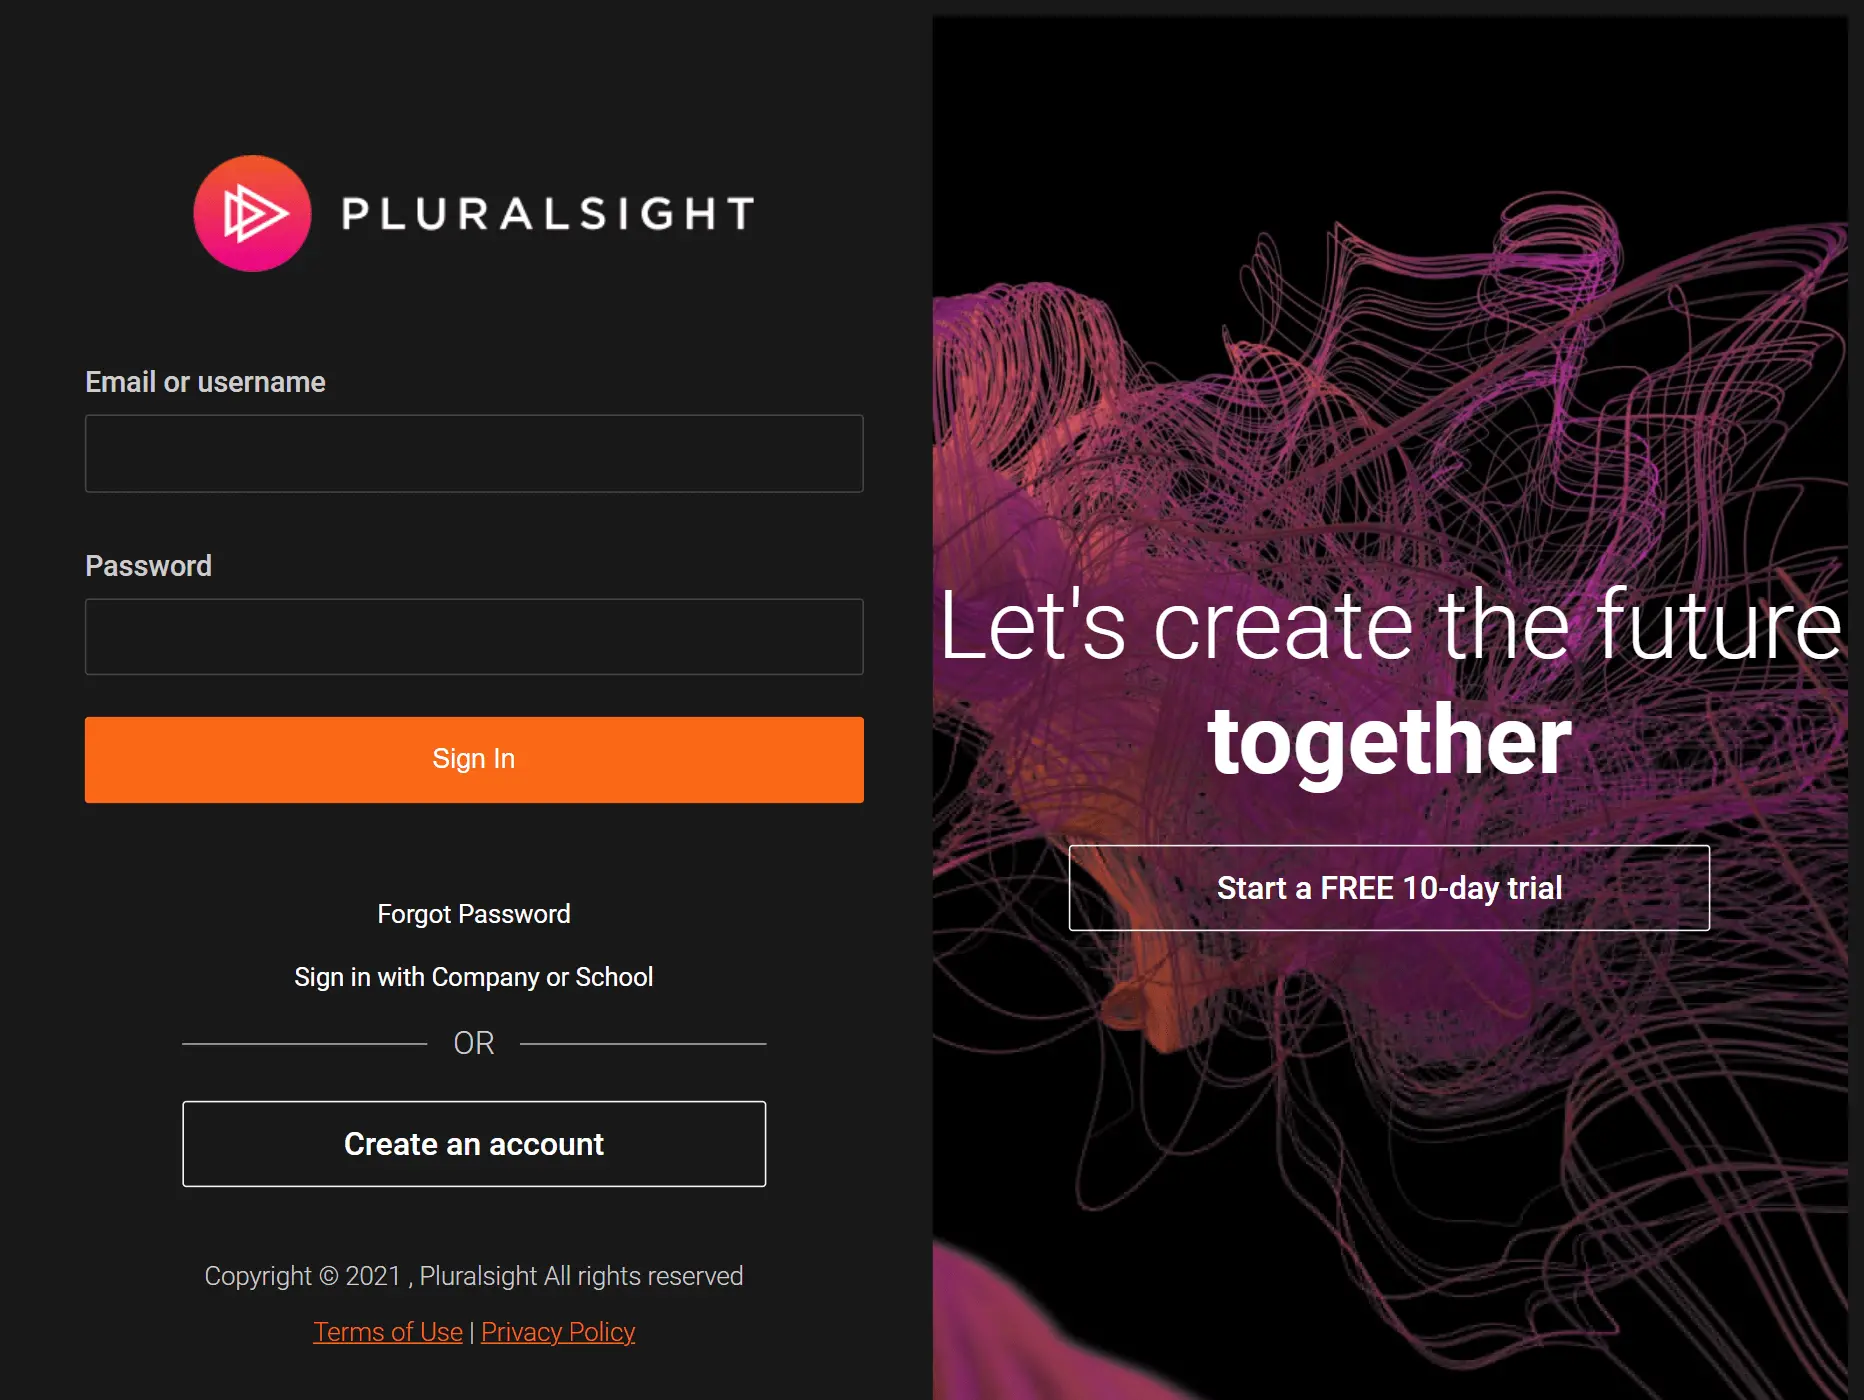 PLURALSIGHT
Email or username
Password
Sign In
Forgot Password
Sign in with Company or School
OR
Create an account
Copyright © 2021 , Pluralsight All rights reserved
Terms of Use | Privacy Policy
Let's create the future
together
Start a FREE 10-day trial